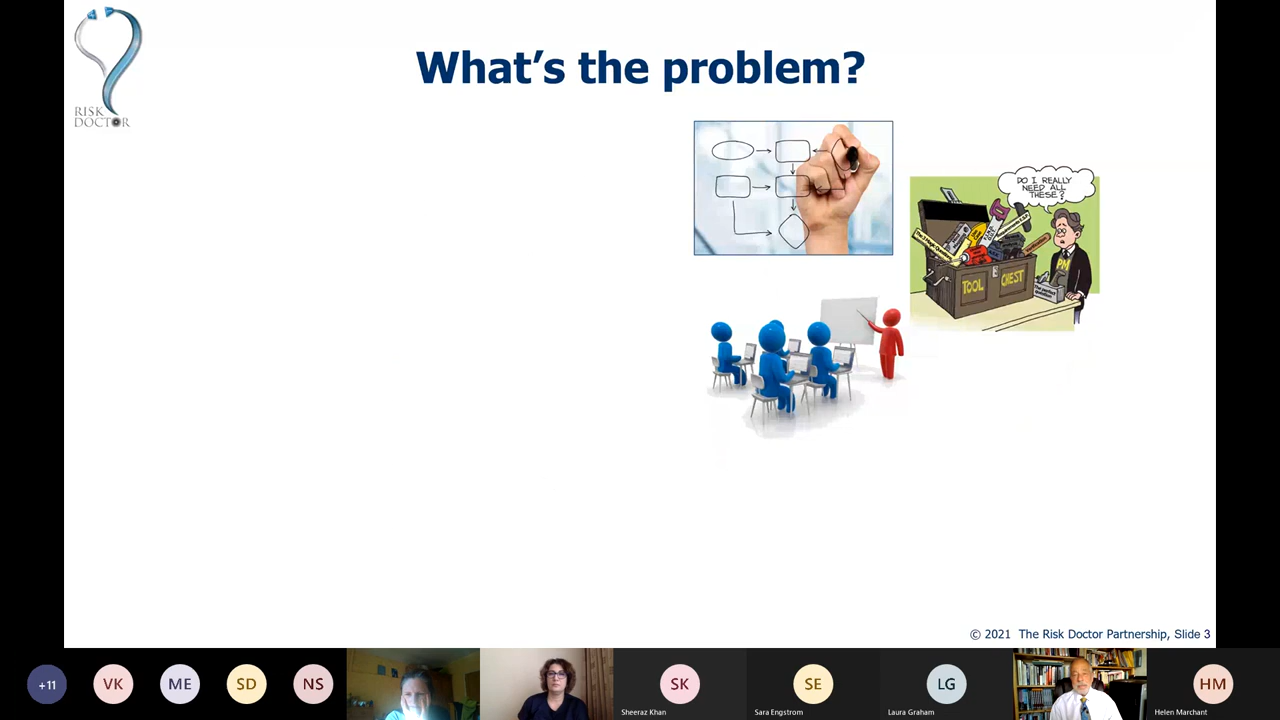 RISK
DOCTOR
What's the problem?
DO I REALLY
NEED ALL
THESE?
PM
TOOL CHEST
© 2021 The Risk Doctor Partnership, Slide 3
+11
VK
ME
SD
NS
SK
Sheeraz Khan
SE
Sara Engstrom
LG
Laura Graham
HM
Helen Marchant